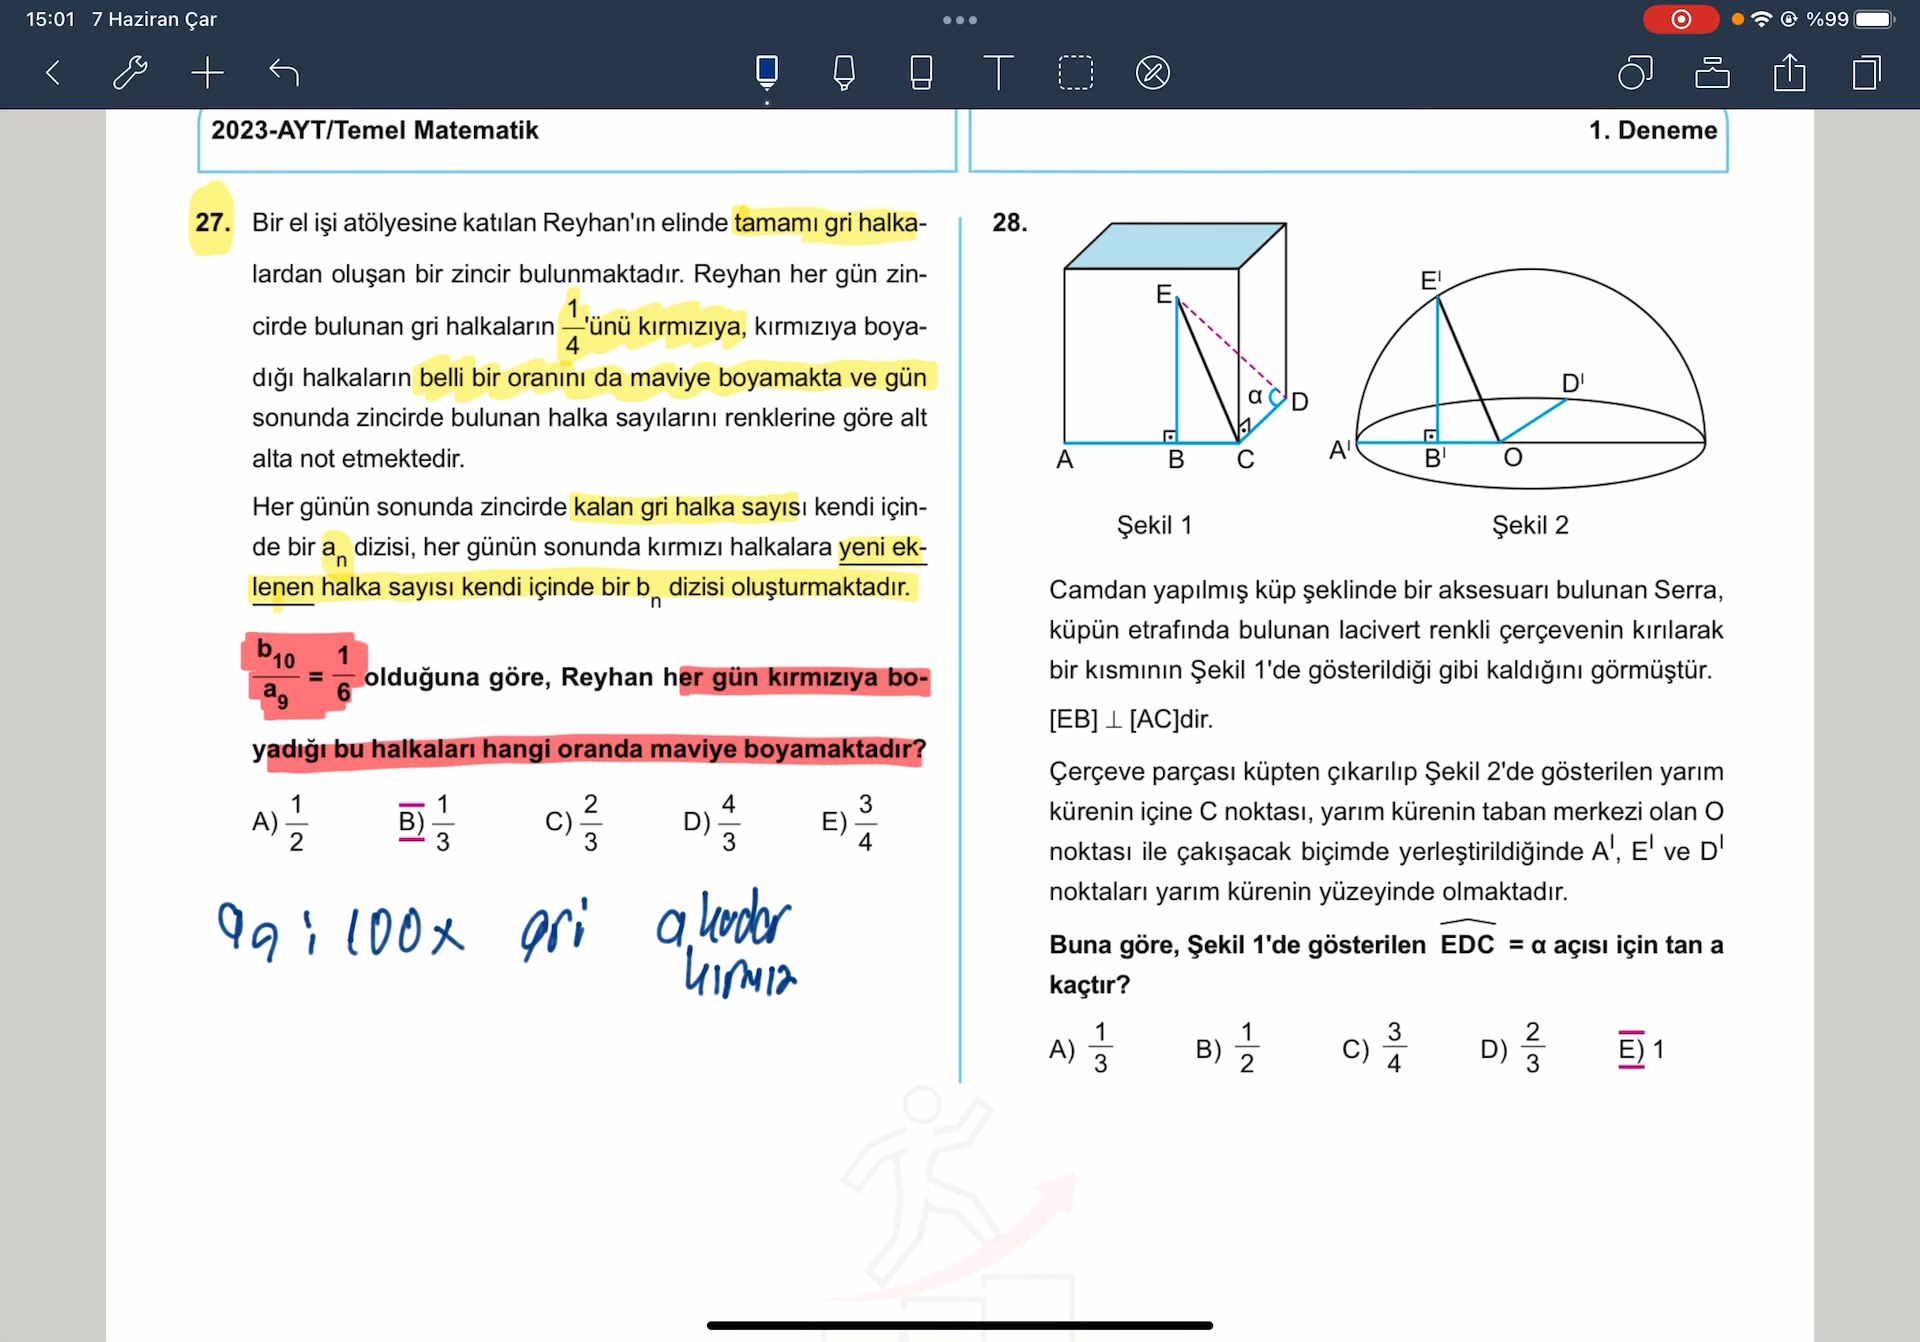 15:01 7 Haziran Çar
%99
2023-AYT/Temel Matematik
1. Deneme
27. Bir el işi atölyesine katılan Reyhan'ın elinde tamamı gri halka-
lardan oluşan bir zincir bulunmaktadır. Reyhan her gün zin-
cirde bulunan gri halkaların 1/4'ünü kırmızıya, kırmızıya boya-
dığı halkaların belli bir oranını da maviye boyamakta ve gün
sonunda zincirde bulunan halka sayılarını renklerine göre alt
alta not etmektedir.
Her günün sonunda zincirde kalan gri halka sayısı kendi için-
de bir aₙ dizisi, her günün sonunda kırmızı halkalara yeni ek-
lenen halka sayısı kendi içinde bir bₙ dizisi oluşturmaktadır.
b₁₀/a₉ = 1/6 olduğuna göre, Reyhan her gün kırmızıya bo-
yadığı bu halkaları hangi oranda maviye boyamaktadır?
A) 1/2 B) 1/3 C) 2/3 D) 4/3 E) 3/4
a₉ : 100x gri a kadar
kırmız
28.
E
α
D
A B C
Şekil 1
E'
D'
A'
B' O
Şekil 2
Camdan yapılmış küp şeklinde bir aksesuarı bulunan Serra,
küpün etrafında bulunan lacivert renkli çerçevenin kırılarak
bir kısmının Şekil 1'de gösterildiği gibi kaldığını görmüştür.
[EB] ⊥ [AC]dir.
Çerçeve parçası küpten çıkarılıp Şekil 2'de gösterilen yarım
kürenin içine C noktası, yarım kürenin taban merkezi olan O
noktası ile çakışacak biçimde yerleştirildiğinde A', E' ve D'
noktaları yarım kürenin yüzeyinde olmaktadır.
Buna göre, Şekil 1'de gösterilen EDC = α açısı için tan a
kaçtır?
A) 1/3 B) 1/2 C) 3/4 D) 2/3 E) 1